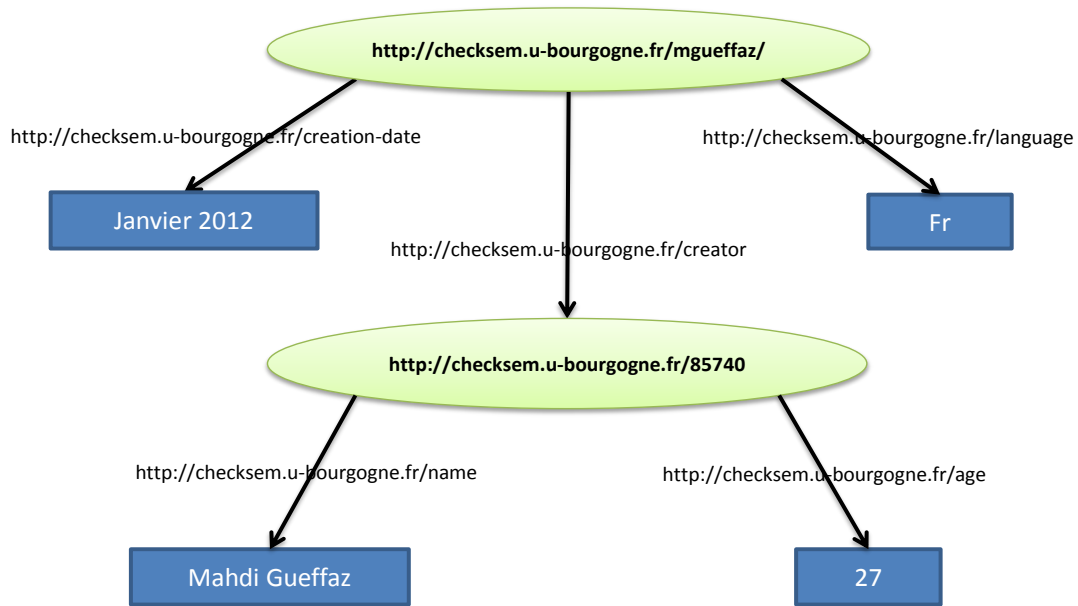 http://checksem.u-bourgogne.fr/mgueffaz/
http://checksem.u-bourgogne.fr/creation-date
http://checksem.u-bourgogne.fr/language
Janvier 2012
Fr
http://checksem.u-bourgogne.fr/creator
http://checksem.u-bourgogne.fr/85740
http://checksem.u-bourgogne.fr/name
http://checksem.u-bourgogne.fr/age
Mahdi Gueffaz
27